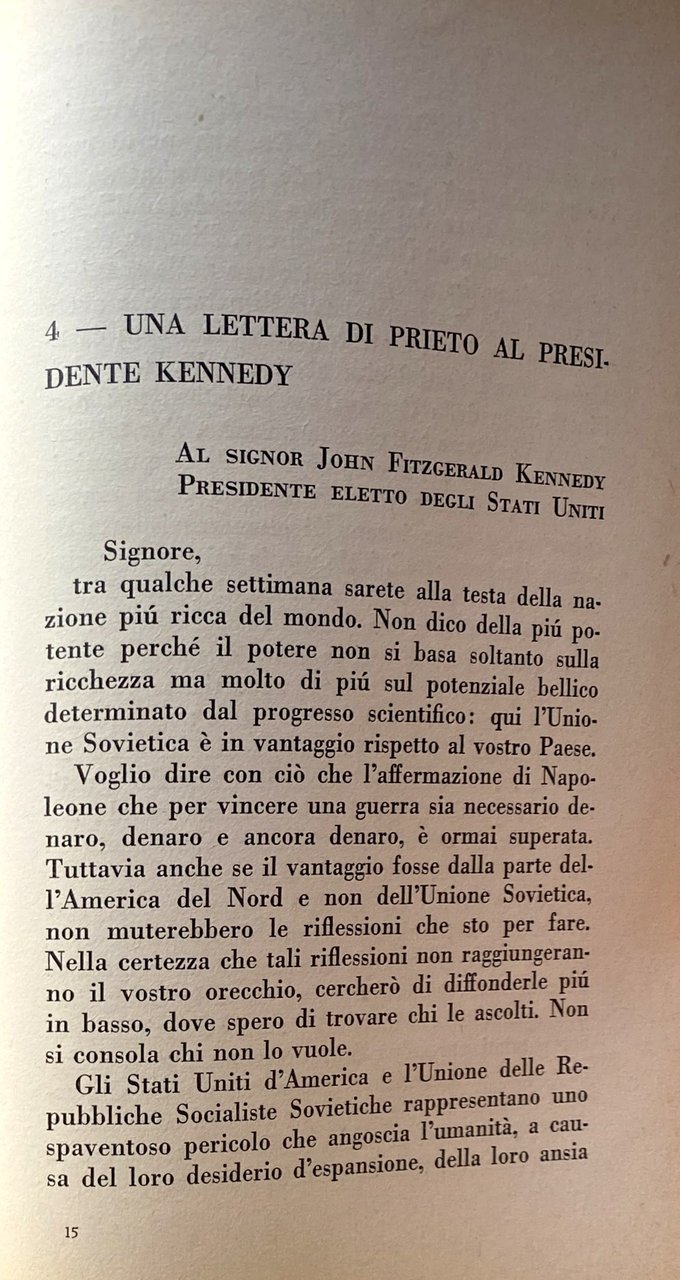 4 — UNA LETTERA DI PRIETO AL PRESI-
DENTE KENNEDY
Al signor John Fitzgerald Kennedy
Presidente eletto degli Stati Uniti
Signore,
tra qualche settimana sarete alla testa della na-
zione piú ricca del mondo. Non dico della piú po-
tente perché il potere non si basa soltanto sulla
ricchezza ma molto di piú sul potenziale bellico
determinato dal progresso scientifico: qui l'Unio-
ne Sovietica è in vantaggio rispetto al vostro Paese.
Voglio dire con ciò che l'affermazione di Napo-
leone che per vincere una guerra sia necessario de-
naro, denaro e ancora denaro, è ormai superata.
Tuttavia anche se il vantaggio fosse dalla parte del-
l'America del Nord e non dell'Unione Sovietica,
non muterebbero le riflessioni che sto per fare.
Nella certezza che tali riflessioni non raggiungeran-
no il vostro orecchio, cercherò di diffonderle piú
in basso, dove spero di trovare chi le ascolti. Non
si consola chi non lo vuole.
Gli Stati Uniti d'America e l'Unione delle Re-
pubbliche Socialiste Sovietiche rappresentano uno
spaventoso pericolo che angoscia l'umanità, a cau-
sa del loro desiderio d'espansione, della loro ansia
15